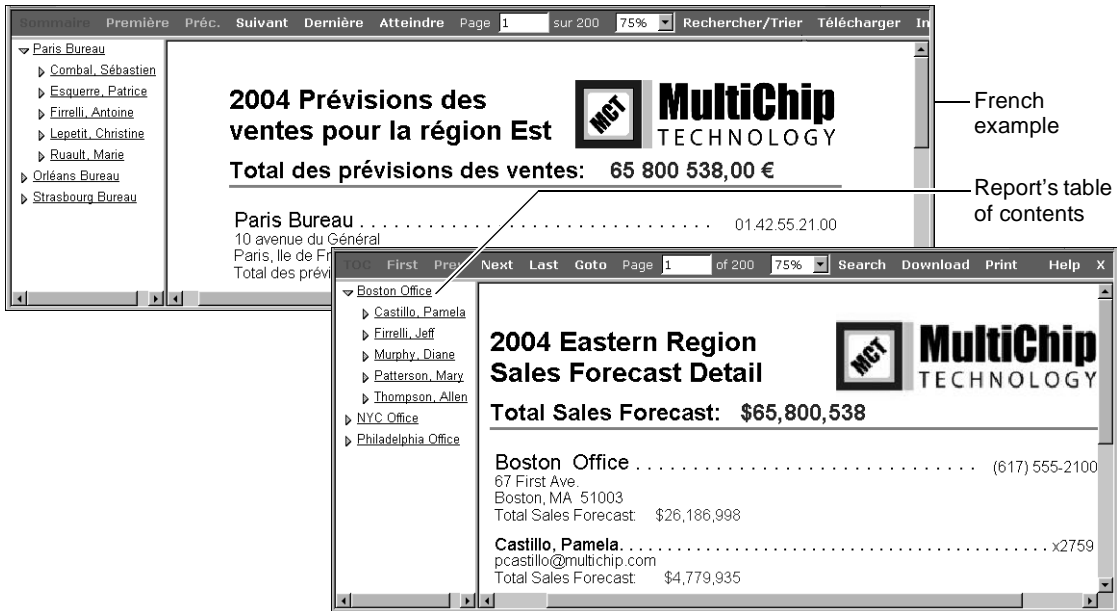 Sommaire Première Préc. Suivant Dernière Atteindre Page 1 sur 200 75% Rechercher/Trier Télécharger In
Paris Bureau
Combal, Sébastien
Esquerre, Patrice
Firrelli, Antoine
Lepetit, Christine
Ruault, Marie
Orléans Bureau
Strasbourg Bureau
2004 Prévisions des
ventes pour la région Est
MCT
MultiChip
TECHNOLOGY
Total des prévisions des ventes: 65 800 538,00 €
Paris Bureau . . . . . . . . . . . . . . . . . . . . . . . . . . . . . . . . 01.42.55.21.00
10 avenue du Général
Paris, Ile de Fr
Total des prévi
French
example
Report's table
of contents
TOC First Prev Next Last Goto Page 1 of 200 75% Search Download Print Help X
Boston Office
Castillo, Pamela
Firrelli, Jeff
Murphy, Diane
Patterson, Mary
Thompson, Allen
NYC Office
Philadelphia Office
2004 Eastern Region
Sales Forecast Detail
MCT
MultiChip
TECHNOLOGY
Total Sales Forecast: $65,800,538
Boston Office . . . . . . . . . . . . . . . . . . . . . . . . . . . . . . (617) 555-2100
67 First Ave.
Boston, MA 51003
Total Sales Forecast: $26,186,998
Castillo, Pamela. . . . . . . . . . . . . . . . . . . . . . . . . . . . . . . . . . . . x2759
pcastillo@multichip.com
Total Sales Forecast: $4,779,935